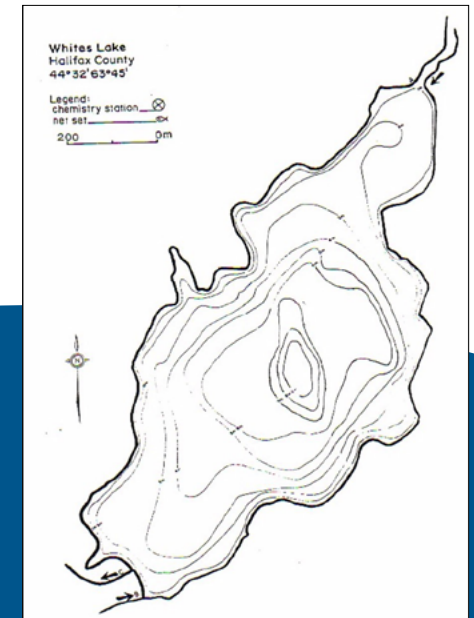 Whites Lake
Halifax County
44°32'63°45'
Legend:
chemistry station
net set
200 0m
N